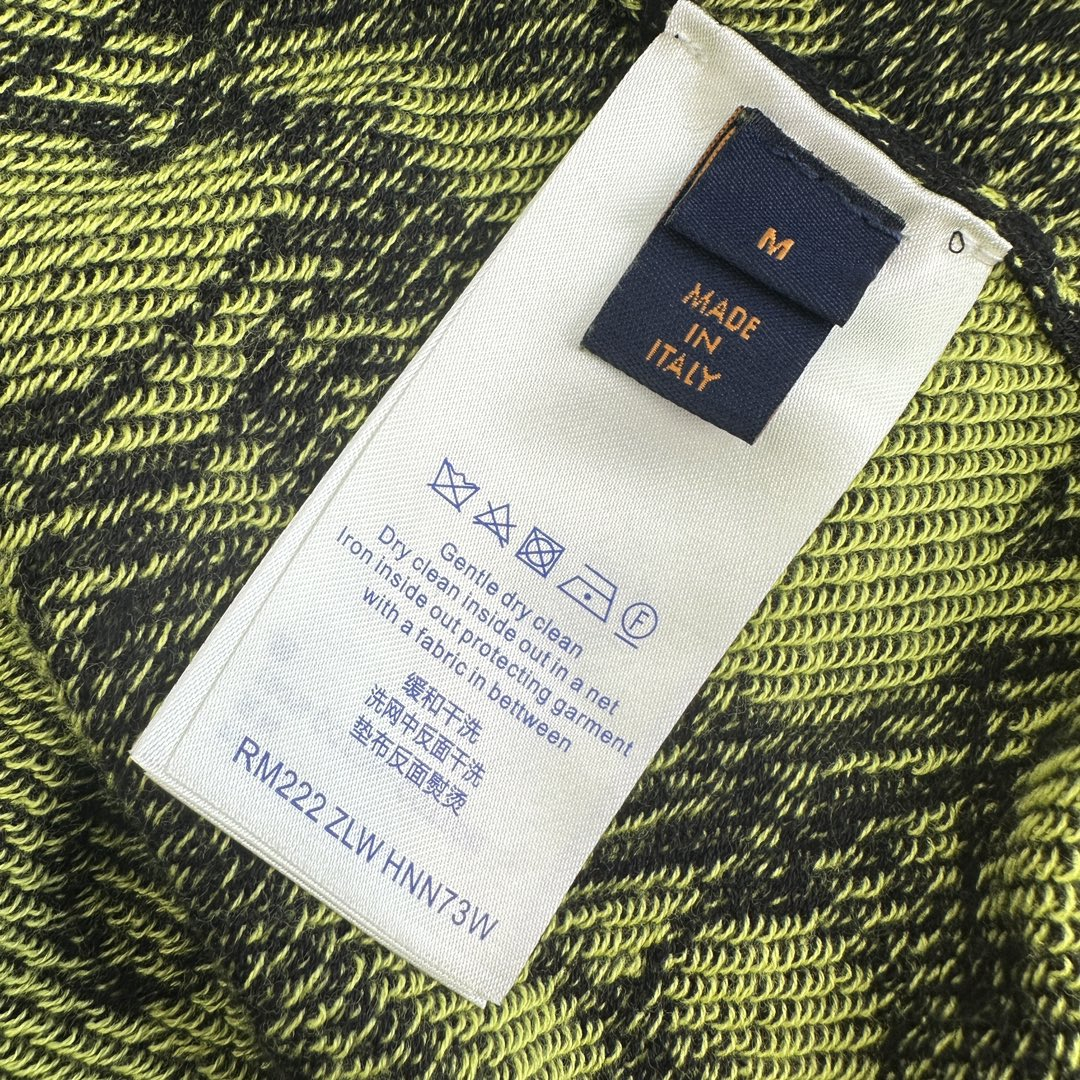 M
MADE
IN
ITALY
F
Gentle dry clean
Dry clean inside out in a net
Iron inside out protecting garment
with a fabric in bettween
缓和干洗
洗网中反面干洗
垫布反面熨烫
RM222 ZLW HNN73W